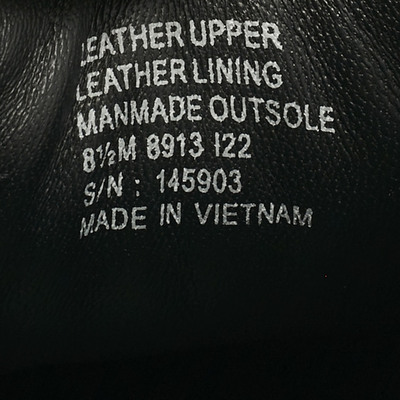 LEATHER UPPER
LEATHER LINING
MANMADE OUTSOLE
8½M 8913 I22
S/N : 145903
MADE IN VIETNAM